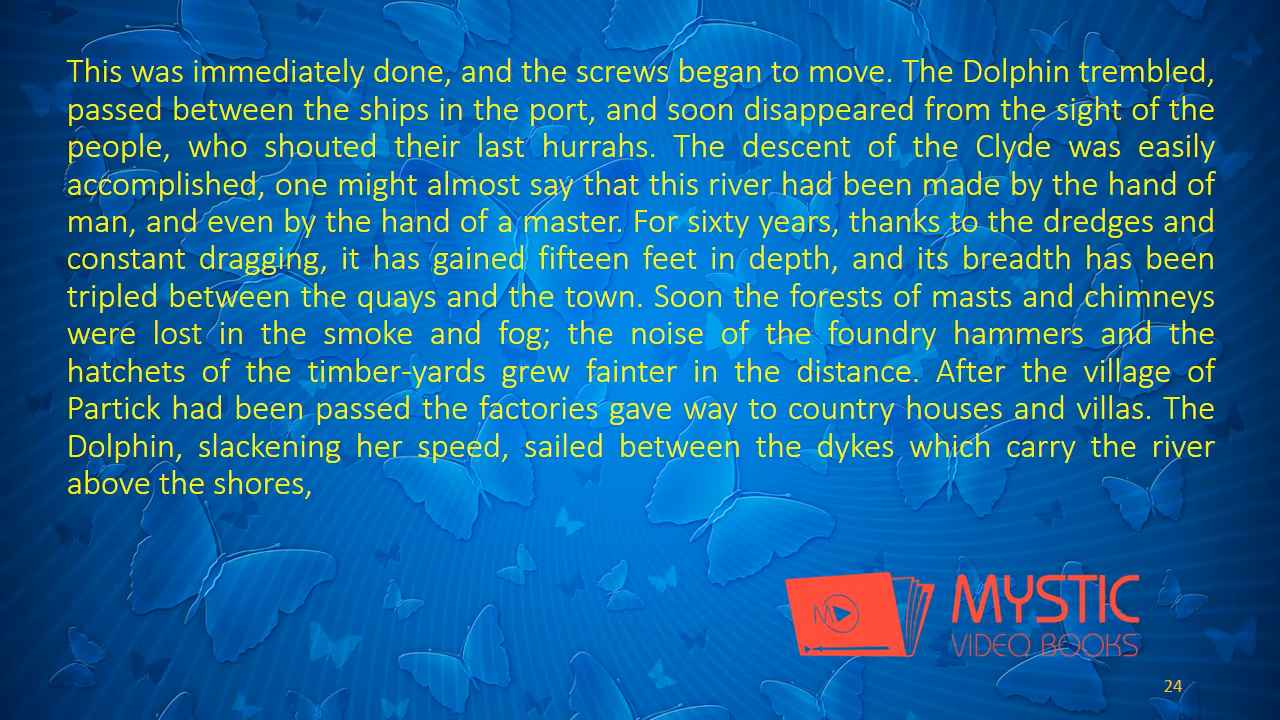 This was immediately done, and the screws began to move. The Dolphin trembled,
passed between the ships in the port, and soon disappeared from the sight of the
people, who shouted their last hurrahs. The descent of the Clyde was easily
accomplished, one might almost say that this river had been made by the hand of
man, and even by the hand of a master. For sixty years, thanks to the dredges and
constant dragging, it has gained fifteen feet in depth, and its breadth has been
tripled between the quays and the town. Soon the forests of masts and chimneys
were lost in the smoke and fog; the noise of the foundry hammers and the
hatchets of the timber-yards grew fainter in the distance. After the village of
Partick had been passed the factories gave way to country houses and villas. The
Dolphin, slackening her speed, sailed between the dykes which carry the river
above the shores,
MYSTIC
VIDEO BOOKS
24